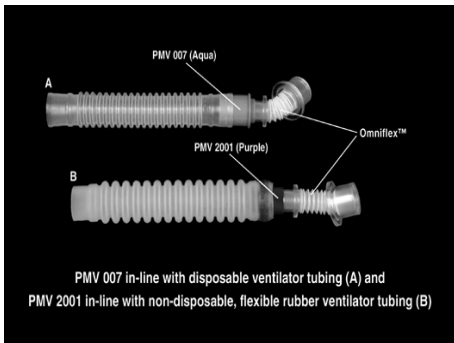 PMV 007 (Aqua)
A
Omniflex™
PMV 2001 (Purple)
B
PMV 007 in-line with disposable ventilator tubing (A) and
PMV 2001 in-line with non-disposable, flexible rubber ventilator tubing (B)